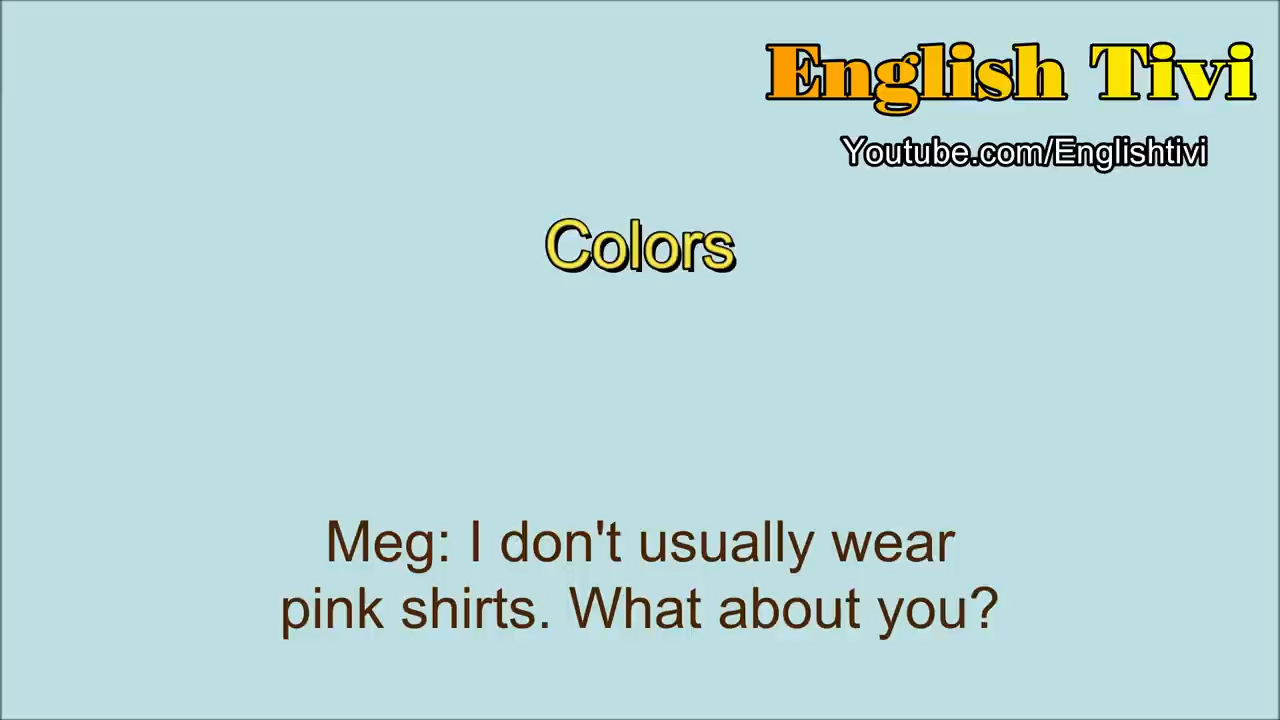 English Tivi
Youtube.com/Englishtivi
Colors
Meg: I don't usually wear
pink shirts. What about you?